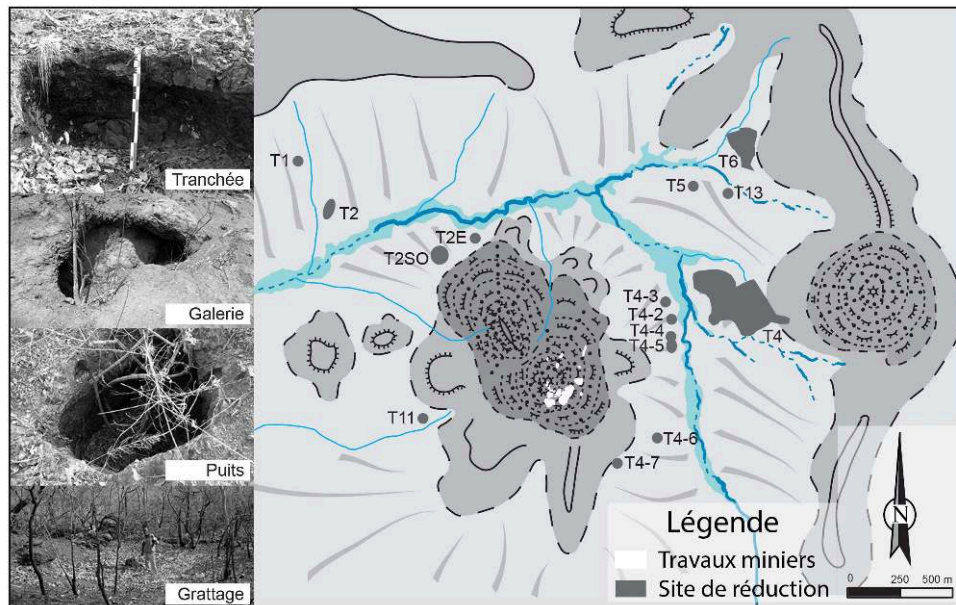 Tranchée
Galerie
Puits
Grattage
T1
T2
T2E
T2SO
T6
T5
T13
T4-3
T4-2
T4-4
T4-5
T4
T11
T4-6
T4-7
Légende
Travaux miniers
Site de réduction
N
0 250 500 m